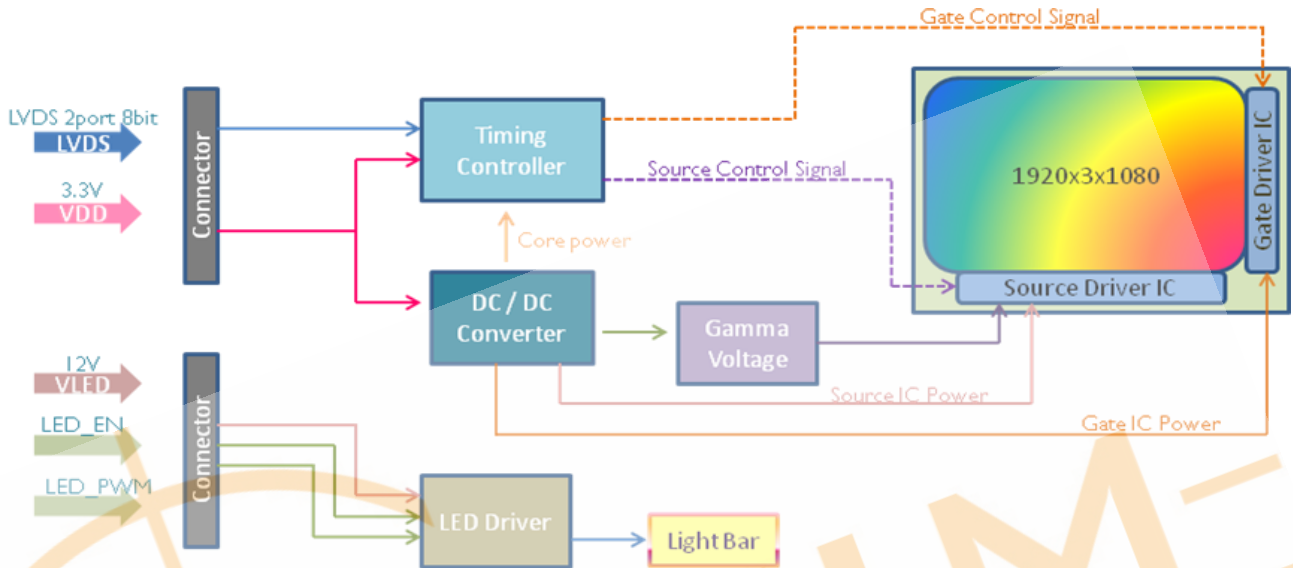 Gate Control Signal
LVDS 2port 8bit
LVDS
3.3V
VDD
Connector
Timing
Controller
Source Control Signal
1920x3x1080
Gate Driver IC
Source Driver IC
Core power
DC / DC
Converter
Gamma
Voltage
Source IC Power
Gate IC Power
12V
VLED
LED_EN
LED_PWM
Connector
LED Driver
Light Bar